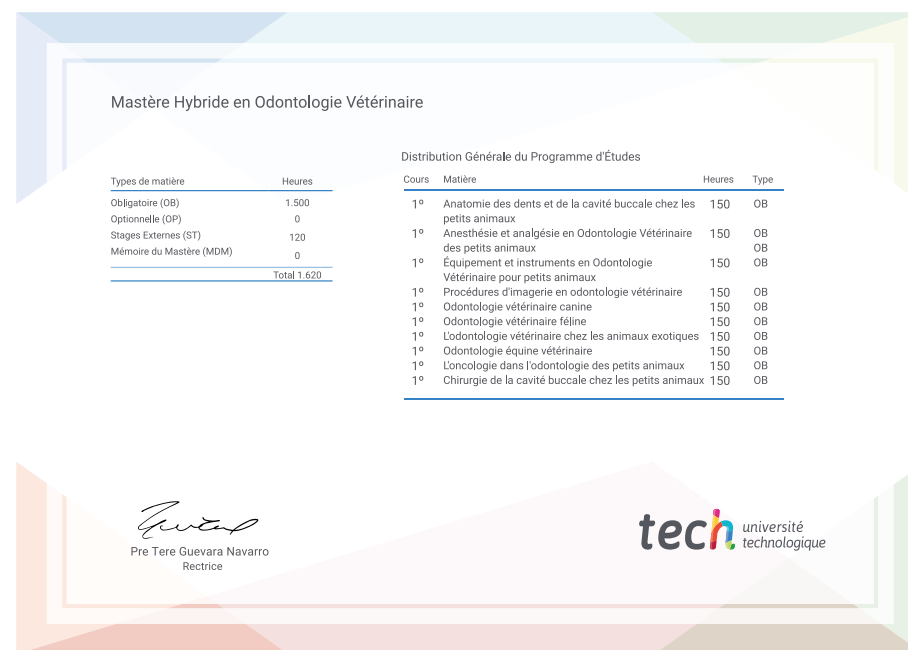 Mastère Hybride en Odontologie Vétérinaire
Types de matière Heures
Obligatoire (OB) 1.500
Optionnelle (OP) 0
Stages Externes (ST) 120
Mémoire du Mastère (MDM) 0
Total 1.620
Distribution Générale du Programme d'Études
Cours Matière Heures Type
1º Anatomie des dents et de la cavité buccale chez les 150 OB
petits animaux
1º Anesthésie et analgésie en Odontologie Vétérinaire 150 OB
des petits animaux OB
1º Équipement et instruments en Odontologie 150 OB
Vétérinaire pour petits animaux
1º Procédures d'imagerie en odontologie vétérinaire 150 OB
1º Odontologie vétérinaire canine 150 OB
1º Odontologie vétérinaire féline 150 OB
1º L'odontologie vétérinaire chez les animaux exotiques 150 OB
1º Odontologie équine vétérinaire 150 OB
1º L'oncologie dans l'odontologie des petits animaux 150 OB
1º Chirurgie de la cavité buccale chez les petits animaux 150 OB
Pre Tere Guevara Navarro
Rectrice
tech université
technologique